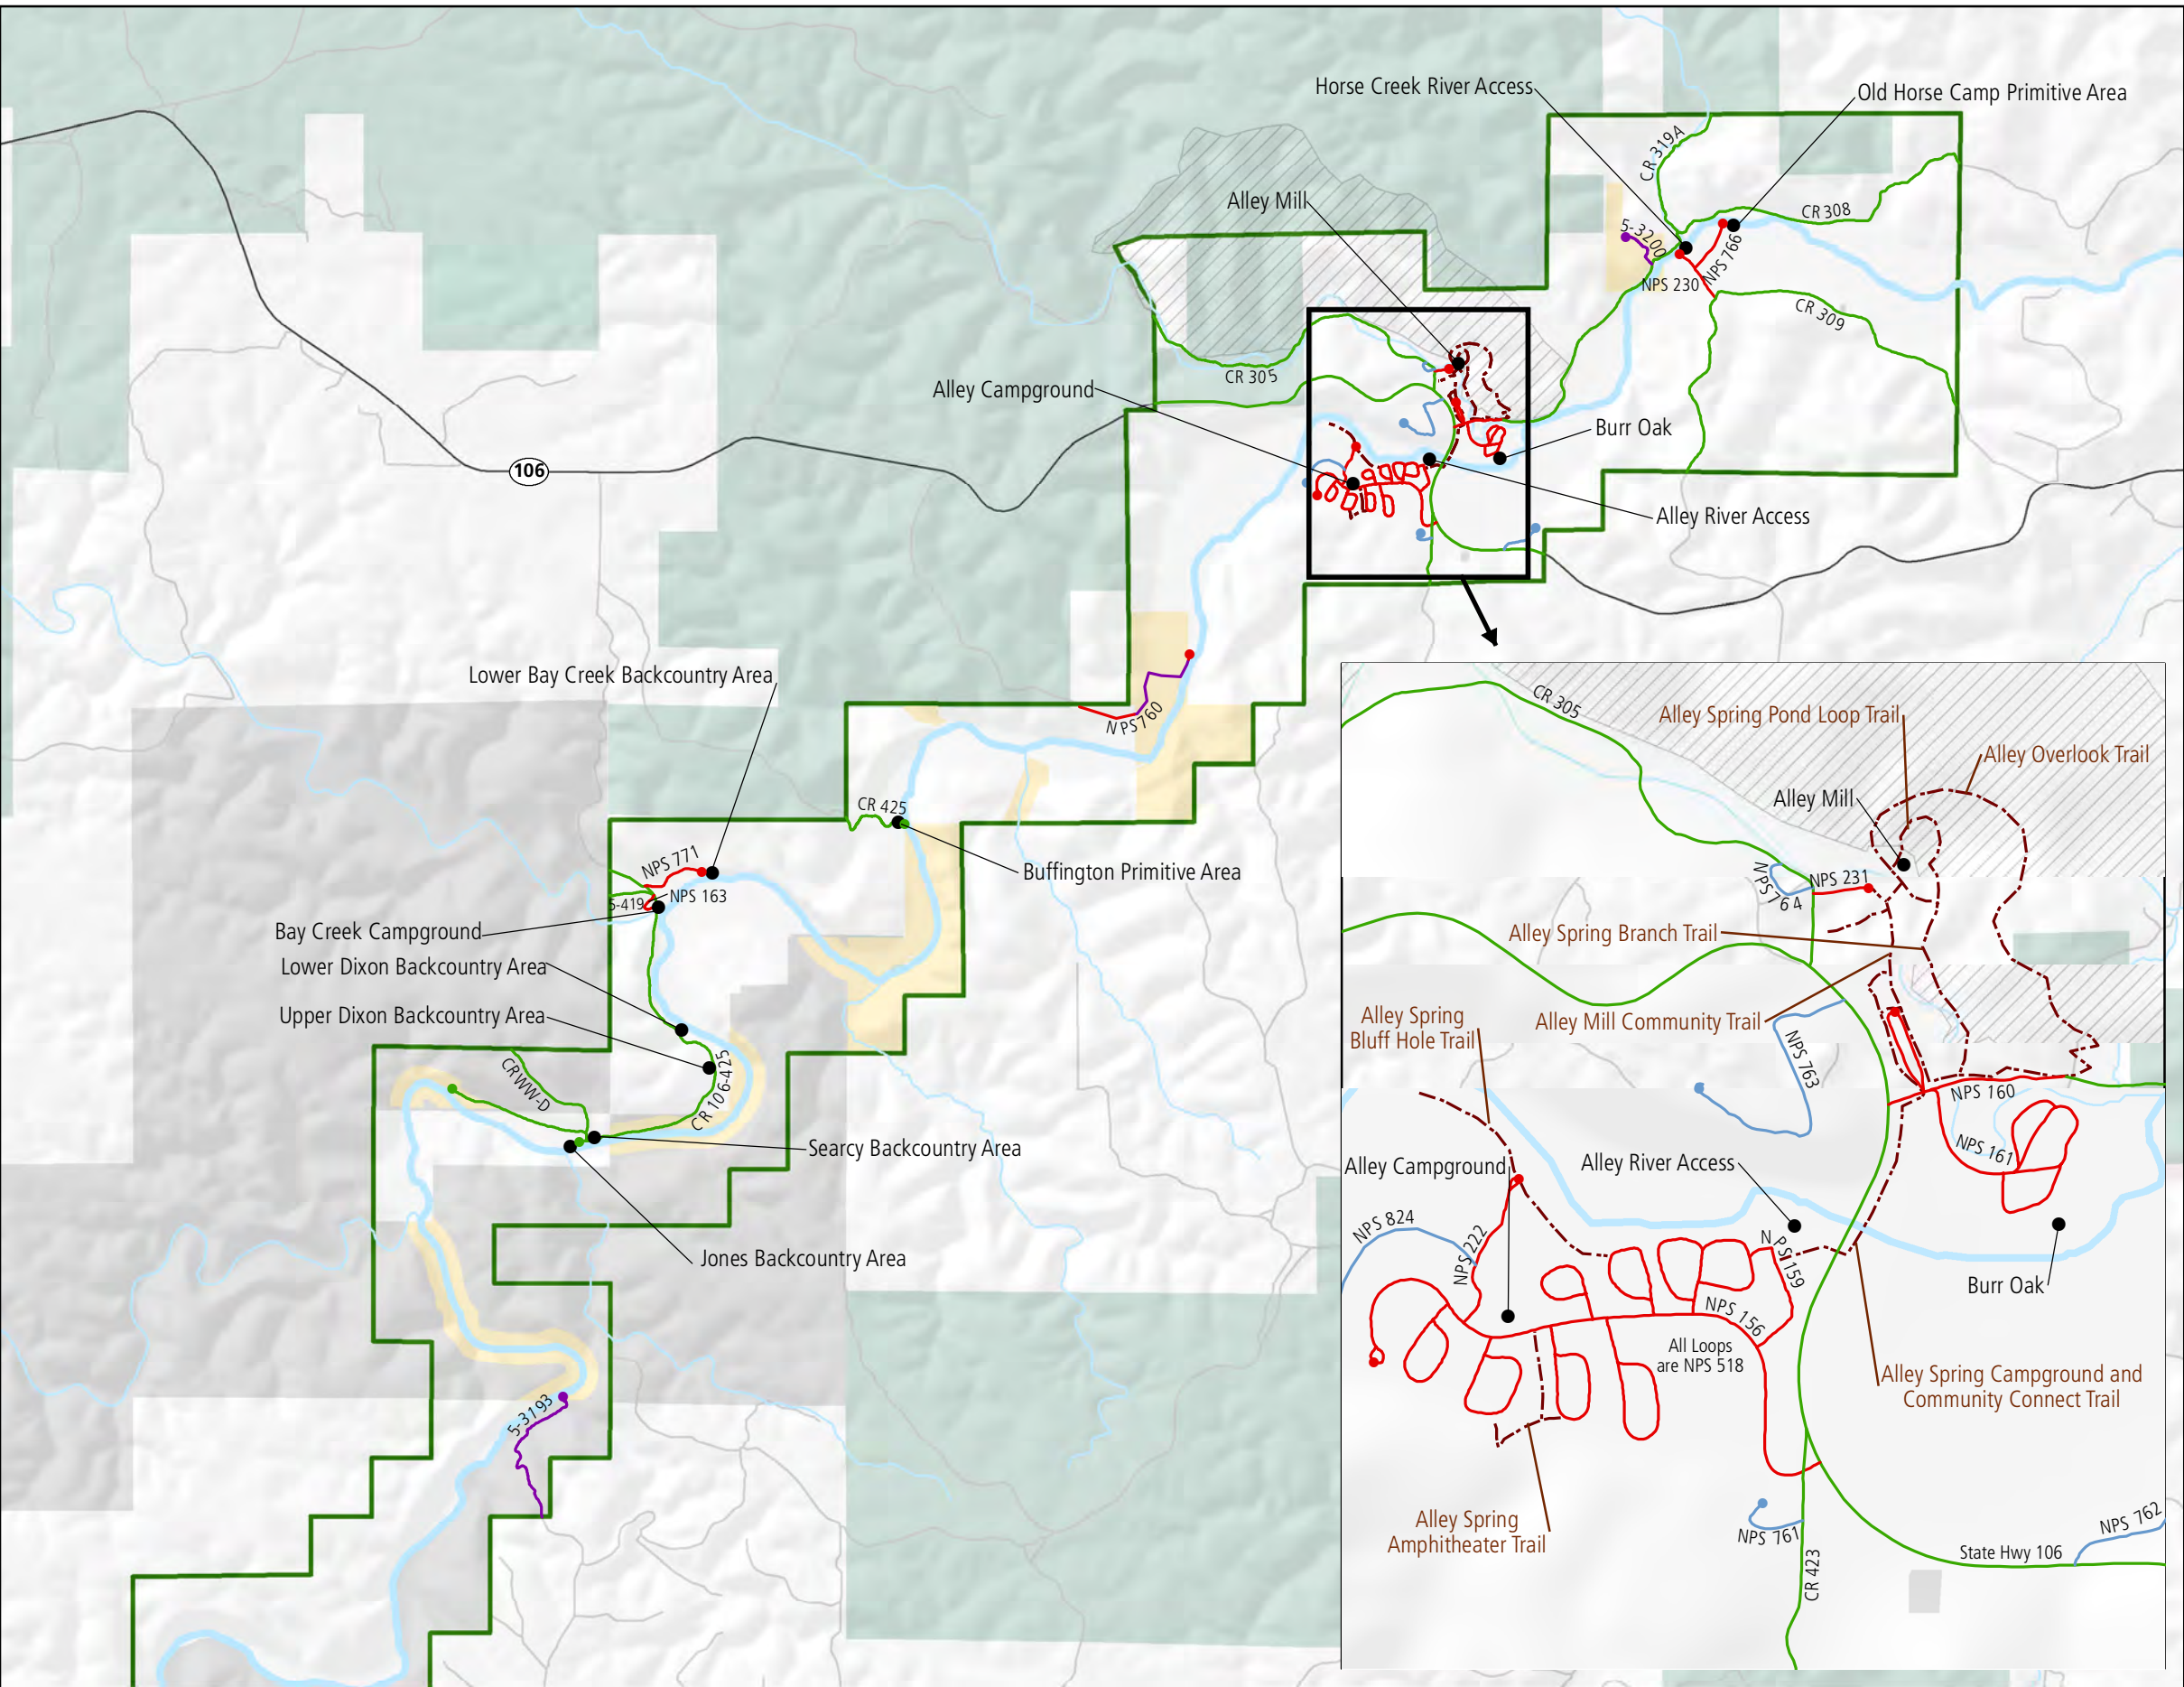 Horse Creek River Access
Old Horse Camp Primitive Area
CR 319A
Alley Mill
CR 308
5-3200
NPS 766
NPS 230
CR 309
CR 305
Alley Campground
Burr Oak
106
Alley River Access
Lower Bay Creek Backcountry Area
NPS760
CR 425
Buffington Primitive Area
NPS 771
NPS 163
5-419
Bay Creek Campground
Lower Dixon Backcountry Area
Upper Dixon Backcountry Area
CRWW-D
CR 106-425
Searcy Backcountry Area
Jones Backcountry Area
5-3193
CR 305
Alley Spring Pond Loop Trail
Alley Overlook Trail
Alley Mill
NPS 764
NPS 231
Alley Spring Branch Trail
Alley Spring
Bluff Hole Trail
Alley Mill Community Trail
NPS 763
NPS 160
NPS 161
Alley Campground
Alley River Access
NPS 824
NPS 222
NPS 159
Burr Oak
NPS 156
All Loops
are NPS 518
Alley Spring Campground and
Community Connect Trail
Alley Spring
Amphitheater Trail
NPS 761
NPS 762
State Hwy 106
CR 423